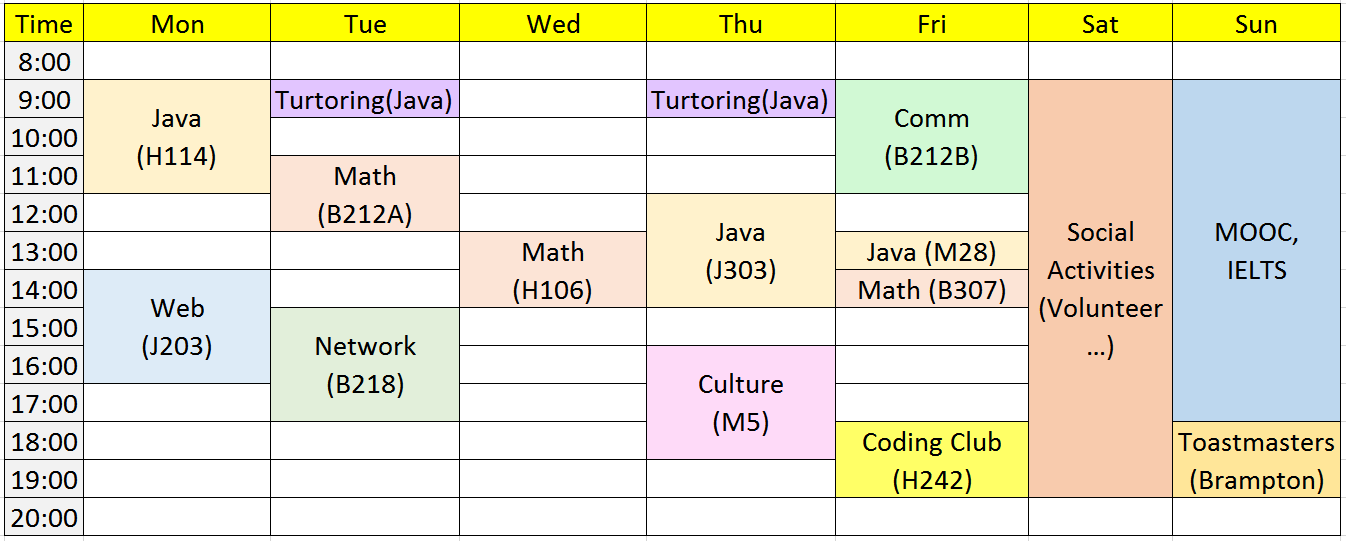 Time Mon Tue Wed Thu Fri Sat Sun
8:00
9:00 Turtoring(Java) Turtoring(Java)
Java Comm
10:00
(H114) (B212B)
11:00
Math
12:00
(B212A)
Java Social MOOC,
13:00
Math Java (M28)
(J303) Activities IELTS
14:00
(H106) Math (B307)
Web (Volunteer
15:00
(J203) Network …)
16:00
(B218) Culture
17:00
(M5)
18:00
Coding Club Toastmasters
19:00
(H242) (Brampton)
20:00